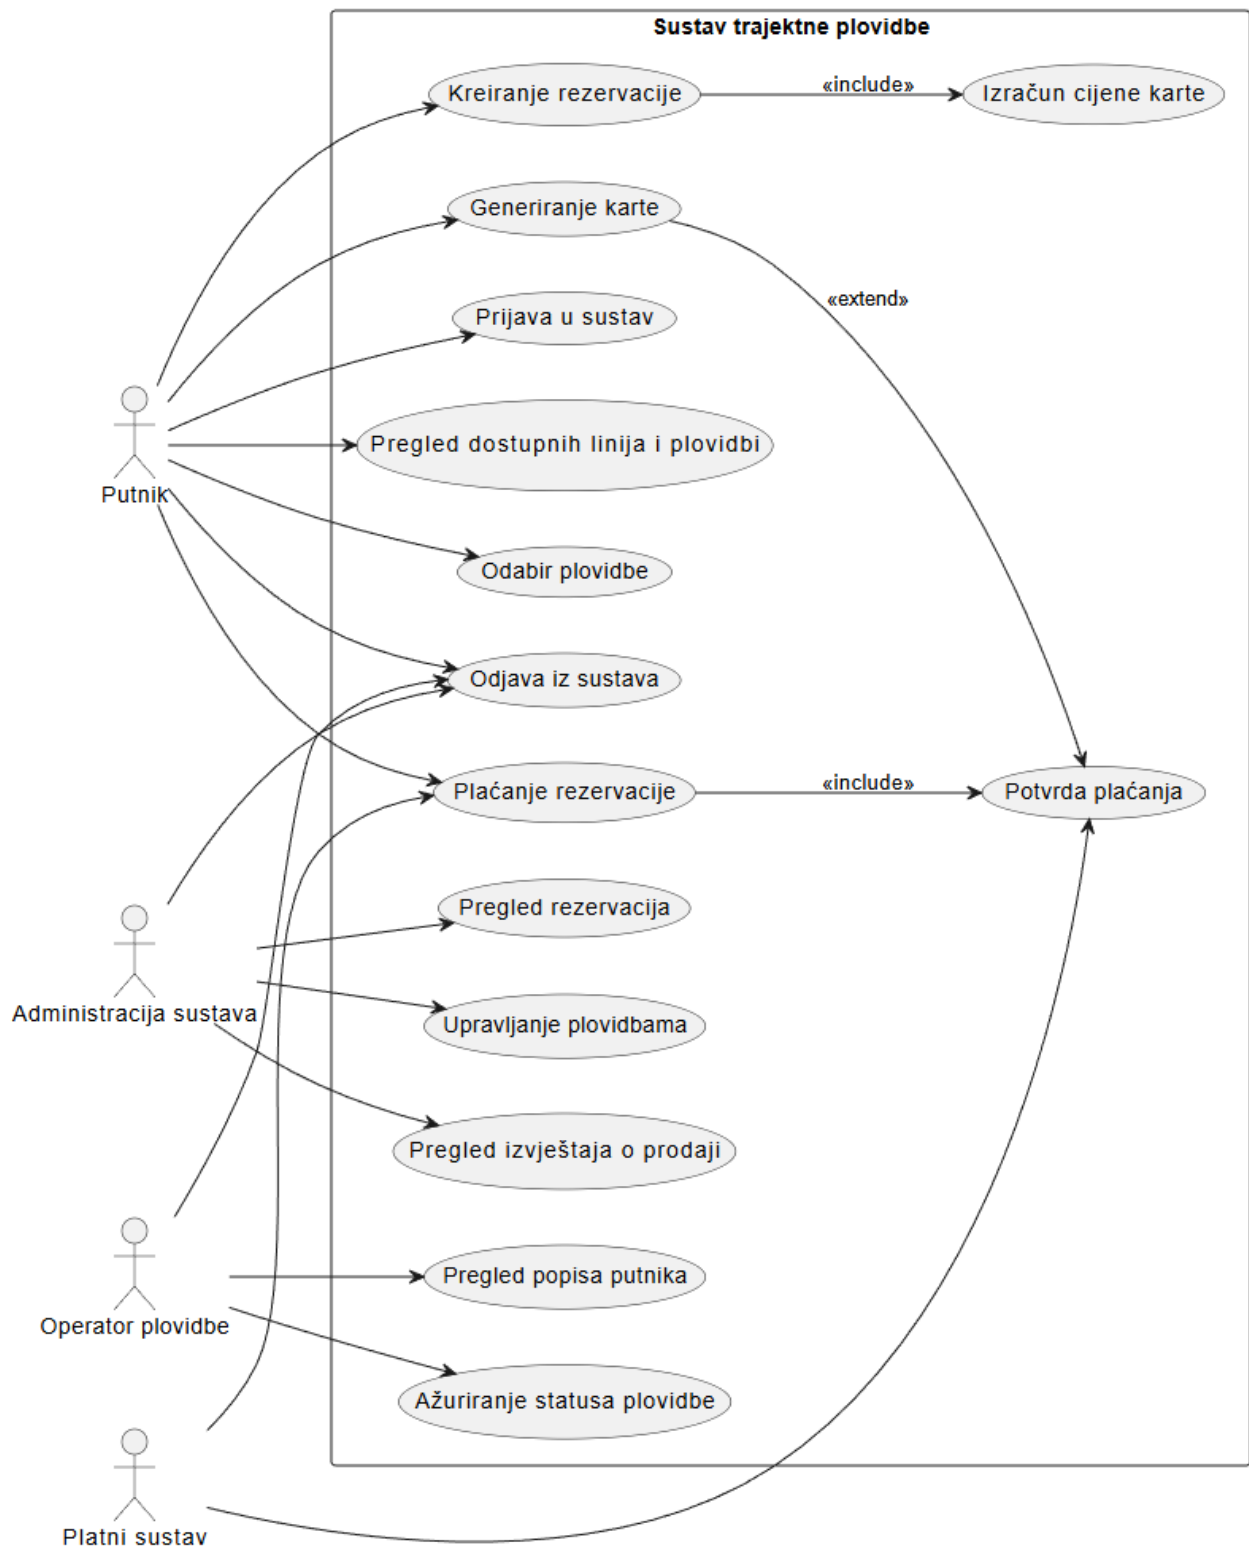 Sustav trajektne plovidbe
Kreiranje rezervacije
«include»
Izračun cijene karte
Generiranje karte
«extend»
Prijava u sustav
Pregled dostupnih linija i plovidbi
Putnik
Odabir plovidbe
Odjava iz sustava
Plaćanje rezervacije
«include»
Potvrda plaćanja
Pregled rezervacija
Administracija sustava
Upravljanje plovidbama
Pregled izvještaja o prodaji
Pregled popisa putnika
Operator plovidbe
Ažuriranje statusa plovidbe
Platni sustav